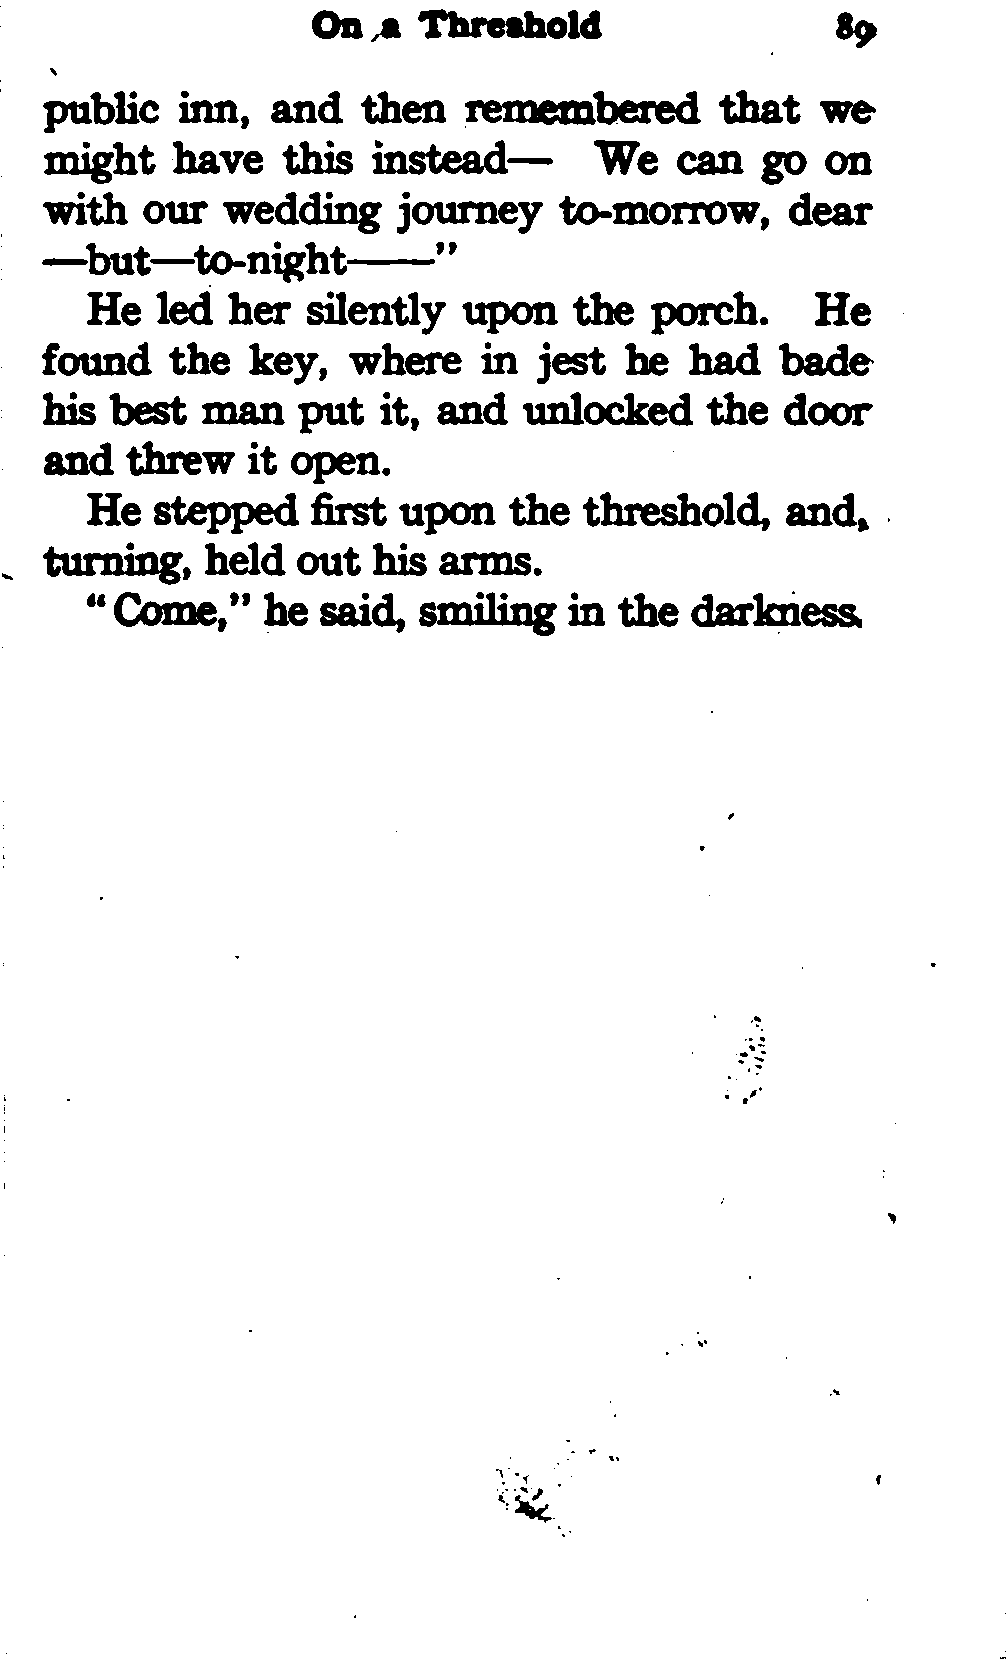 On a Threshold 89
public inn, and then remembered that we
might have this instead— We can go on
with our wedding journey to-morrow, dear
—but—to-night——"
He led her silently upon the porch. He
found the key, where in jest he had bade
his best man put it, and unlocked the door
and threw it open.
He stepped first upon the threshold, and,
turning, held out his arms.
"Come," he said, smiling in the darkness.